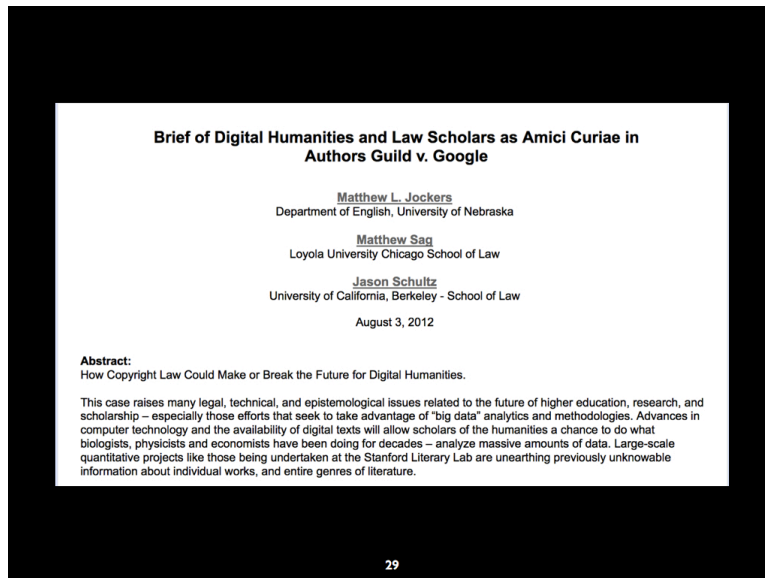 Brief of Digital Humanities and Law Scholars as Amici Curiae in
Authors Guild v. Google
Matthew L. Jockers
Department of English, University of Nebraska
Matthew Sag
Loyola University Chicago School of Law
Jason Schultz
University of California, Berkeley - School of Law
August 3, 2012
Abstract:
How Copyright Law Could Make or Break the Future for Digital Humanities.
This case raises many legal, technical, and epistemological issues related to the future of higher education, research, and
scholarship – especially those efforts that seek to take advantage of “big data” analytics and methodologies. Advances in
computer technology and the availability of digital texts will allow scholars of the humanities a chance to do what
biologists, physicists and economists have been doing for decades – analyze massive amounts of data. Large-scale
quantitative projects like those being undertaken at the Stanford Literary Lab are unearthing previously unknowable
information about individual works, and entire genres of literature.
29